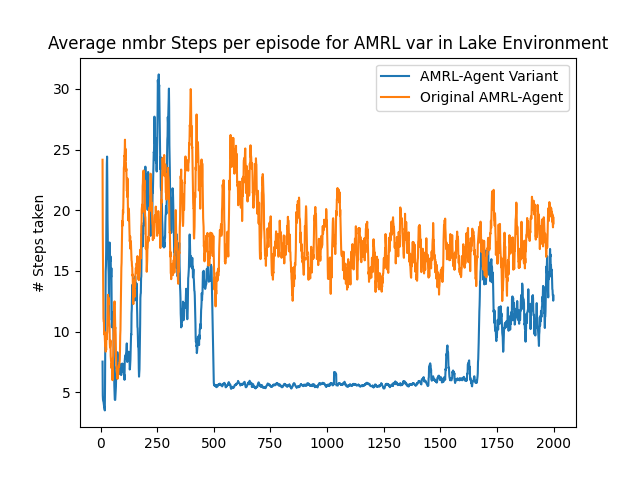 Average nmbr Steps per episode for AMRL var in Lake Environment
AMRL-Agent Variant
Original AMRL-Agent
# Steps taken
30
25
20
15
10
5
0 250 500 750 1000 1250 1500 1750 2000